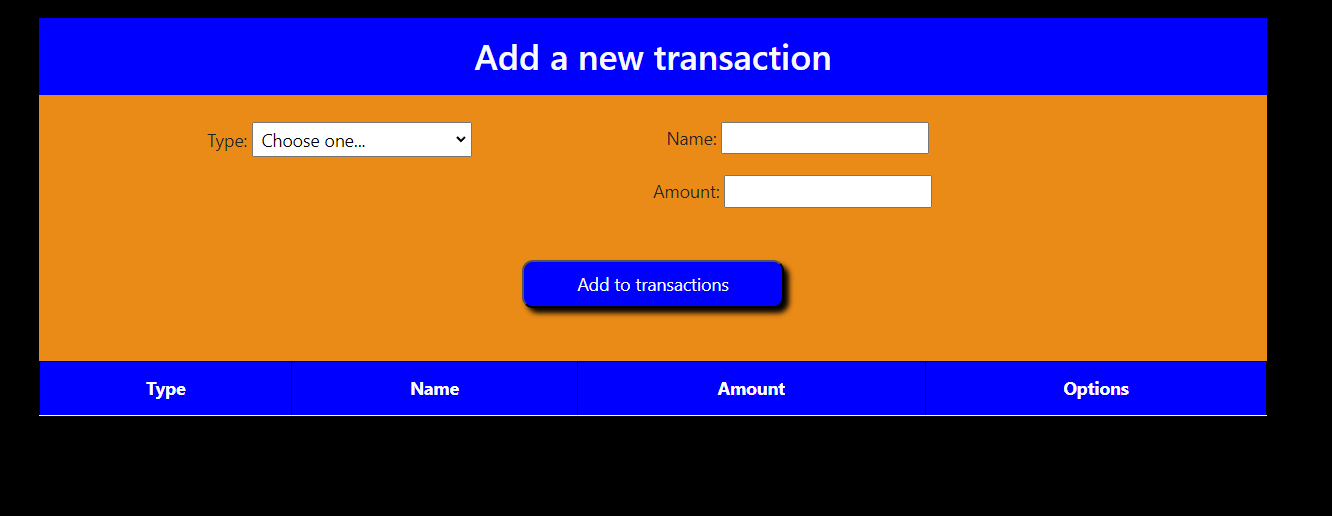 Add a new transaction
Type: Choose one...
Name:
Amount:
Add to transactions
Type Name Amount Options